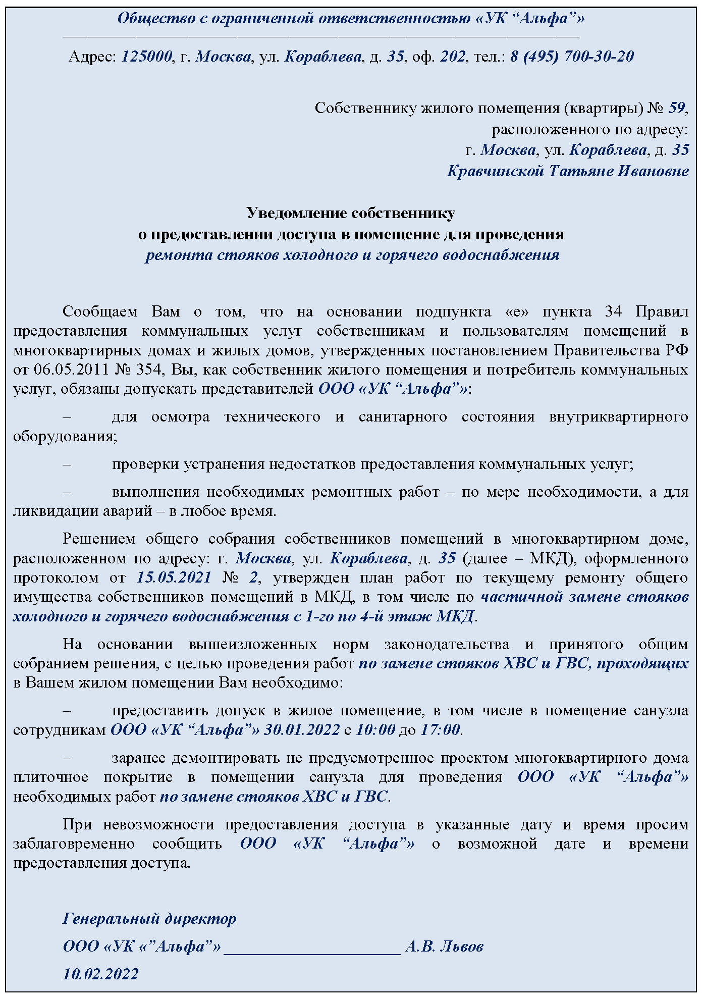 Общество с ограниченной ответственностью «УК “Альфа”»
Адрес: 125000, г. Москва, ул. Кораблева, д. 35, оф. 202, тел.: 8 (495) 700-30-20
Собственнику жилого помещения (квартиры) № 59,
расположенного по адресу:
г. Москва, ул. Кораблева, д. 35
Кравчинской Татьяне Ивановне
Уведомление собственнику
о предоставлении доступа в помещение для проведения
ремонта стояков холодного и горячего водоснабжения
Сообщаем Вам о том, что на основании подпункта «е» пункта 34 Правил
предоставления коммунальных услуг собственникам и пользователям помещений в
многоквартирных домах и жилых домов, утвержденных постановлением Правительства РФ
от 06.05.2011 № 354, Вы, как собственник жилого помещения и потребитель коммунальных
услуг, обязаны допускать представителей ООО «УК “Альфа”»:
– для осмотра технического и санитарного состояния внутриквартирного
оборудования;
– проверки устранения недостатков предоставления коммунальных услуг;
– выполнения необходимых ремонтных работ – по мере необходимости, а для
ликвидации аварий – в любое время.
Решением общего собрания собственников помещений в многоквартирном доме,
расположенном по адресу: г. Москва, ул. Кораблева, д. 35 (далее – МКД), оформленного
протоколом от 15.05.2021 № 2, утвержден план работ по текущему ремонту общего
имущества собственников помещений в МКД, в том числе по частичной замене стояков
холодного и горячего водоснабжения с 1-го по 4-й этаж МКД.
На основании вышеизложенных норм законодательства и принятого общим
собранием решения, с целью проведения работ по замене стояков ХВС и ГВС, проходящих
в Вашем жилом помещении Вам необходимо:
– предоставить допуск в жилое помещение, в том числе в помещение санузла
сотрудникам ООО «УК “Альфа”» 30.01.2022 с 10:00 до 17:00.
– заранее демонтировать не предусмотренное проектом многоквартирного дома
плиточное покрытие в помещении санузла для проведения ООО «УК “Альфа”»
необходимых работ по замене стояков ХВС и ГВС.
При невозможности предоставления доступа в указанные дату и время просим
заблаговременно сообщить ООО «УК “Альфа”» о возможной дате и времени
предоставления доступа.
Генеральный директор
ООО «УК «”Альфа”» _____________________ А.В. Львов
10.02.2022